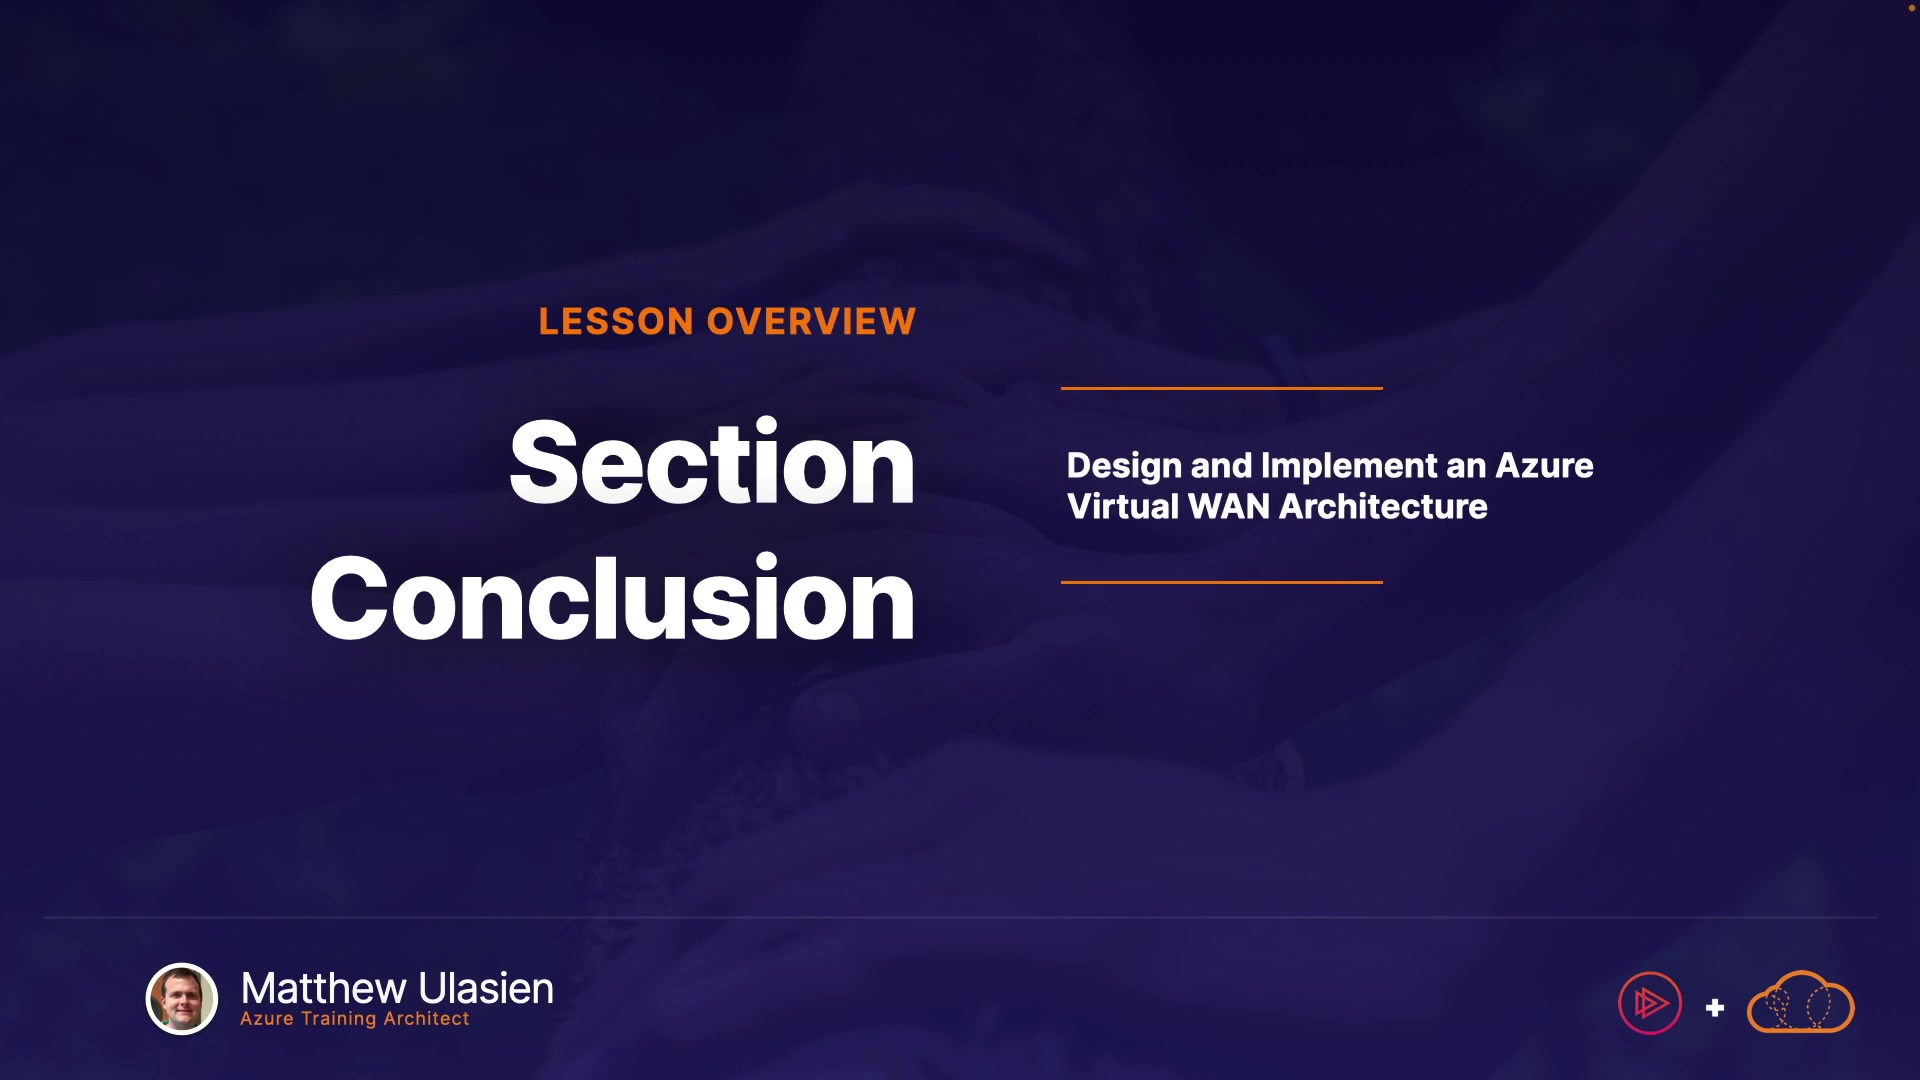 LESSON OVERVIEW
Section
Conclusion
Design and Implement an Azure
Virtual WAN Architecture
Matthew Ulasien
Azure Training Architect